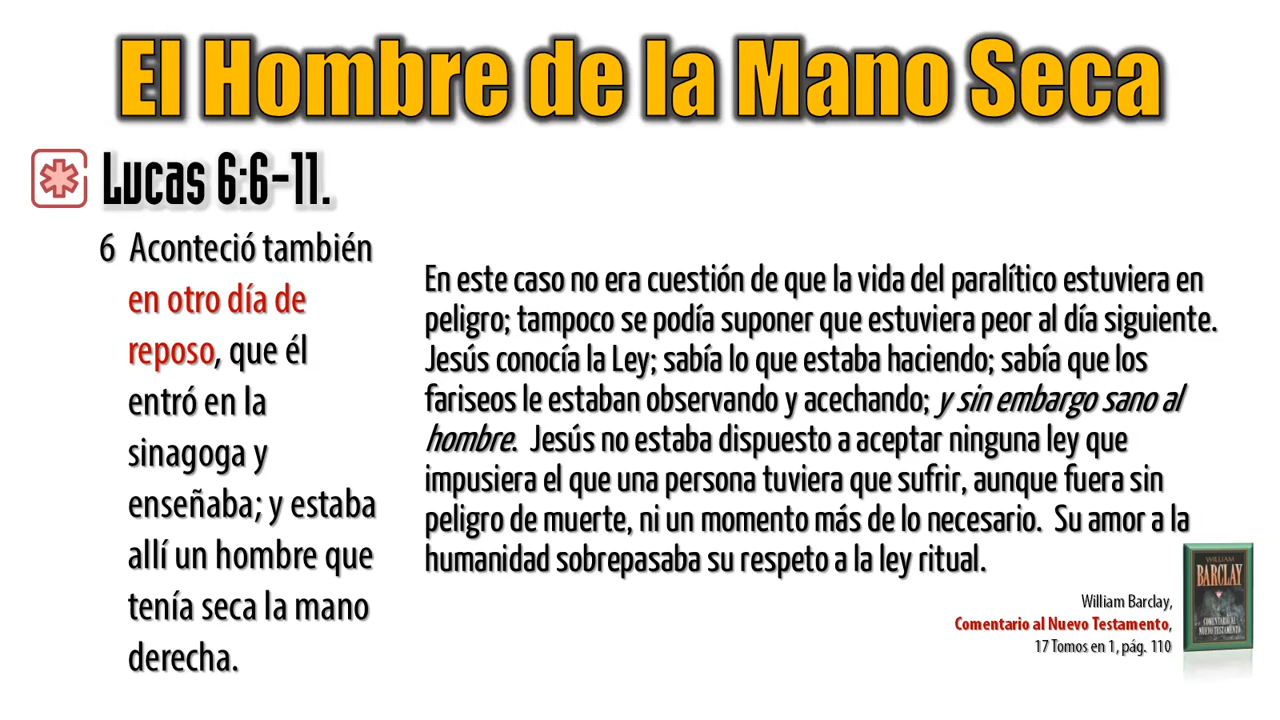 El Hombre de la Mano Seca
Lucas 6:6-11.
6 Aconteció también
en otro día de
reposo, que él
entró en la
sinagoga y
enseñaba; y estaba
allí un hombre que
tenía seca la mano
derecha.
En este caso no era cuestión de que la vida del paralítico estuviera en
peligro; tampoco se podía suponer que estuviera peor al día siguiente.
Jesús conocía la Ley; sabía lo que estaba haciendo; sabía que los
fariseos le estaban observando y acechando; y sin embargo sano al
hombre. Jesús no estaba dispuesto a aceptar ninguna ley que
impusiera el que una persona tuviera que sufrir, aunque fuera sin
peligro de muerte, ni un momento más de lo necesario. Su amor a la
humanidad sobrepasaba su respeto a la ley ritual.
William Barclay,
Comentario al Nuevo Testamento,
17 Tomos en 1, pág. 110
WILLIAM
BARCLAY
COMENTARIO AL
NUEVO TESTAMENTO